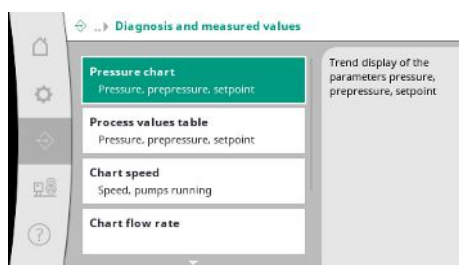 ..▸ Diagnosis and measured values
Pressure chart
Pressure, prepressure, setpoint
Process values table
Pressure, prepressure, setpoint
Chart speed
Speed, pumps running
Chart flow rate
Trend display of the
parameters pressure,
prepressure, setpoint
?